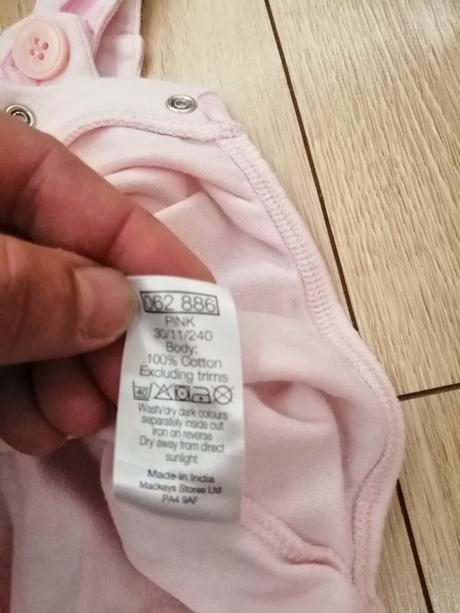 062 886
PINK
30/11/240
Body:
100% Cotton
Excluding trims
40
Wash/dry dark colours
separately inside out
Iron on reverse
Dry away from direct
sunlight
Made in India
Mackays Stores Ltd
PA4 9AF